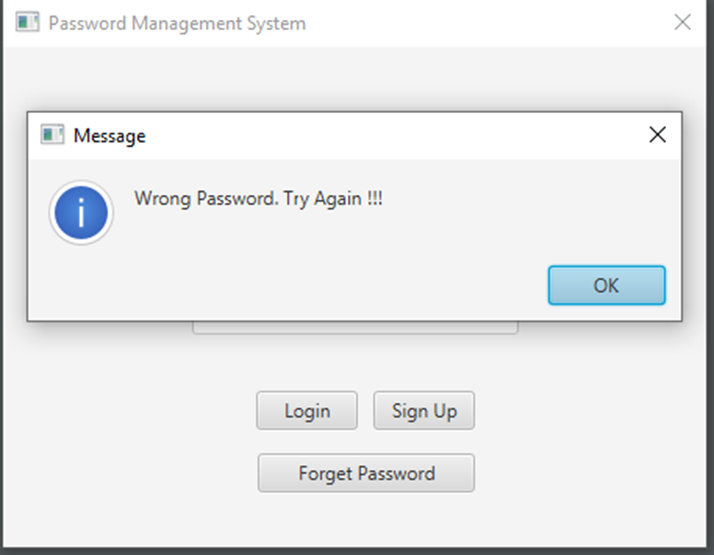 Password Management System
Message
Wrong Password. Try Again !!!
OK
Login
Sign Up
Forget Password